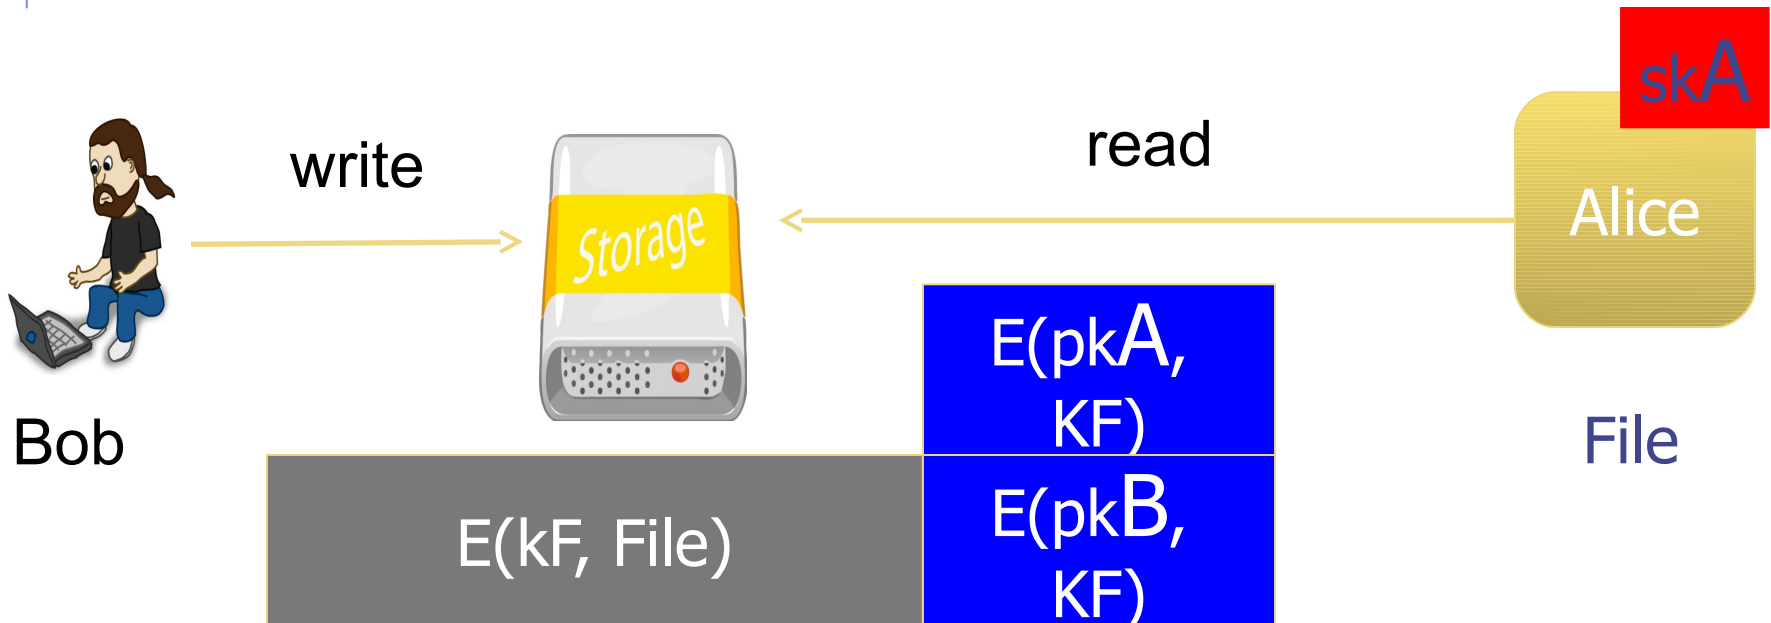 skA
write
read
Storage
Alice
E(pkA,
KF)
Bob
File
E(kF, File)
E(pkB,
KF)